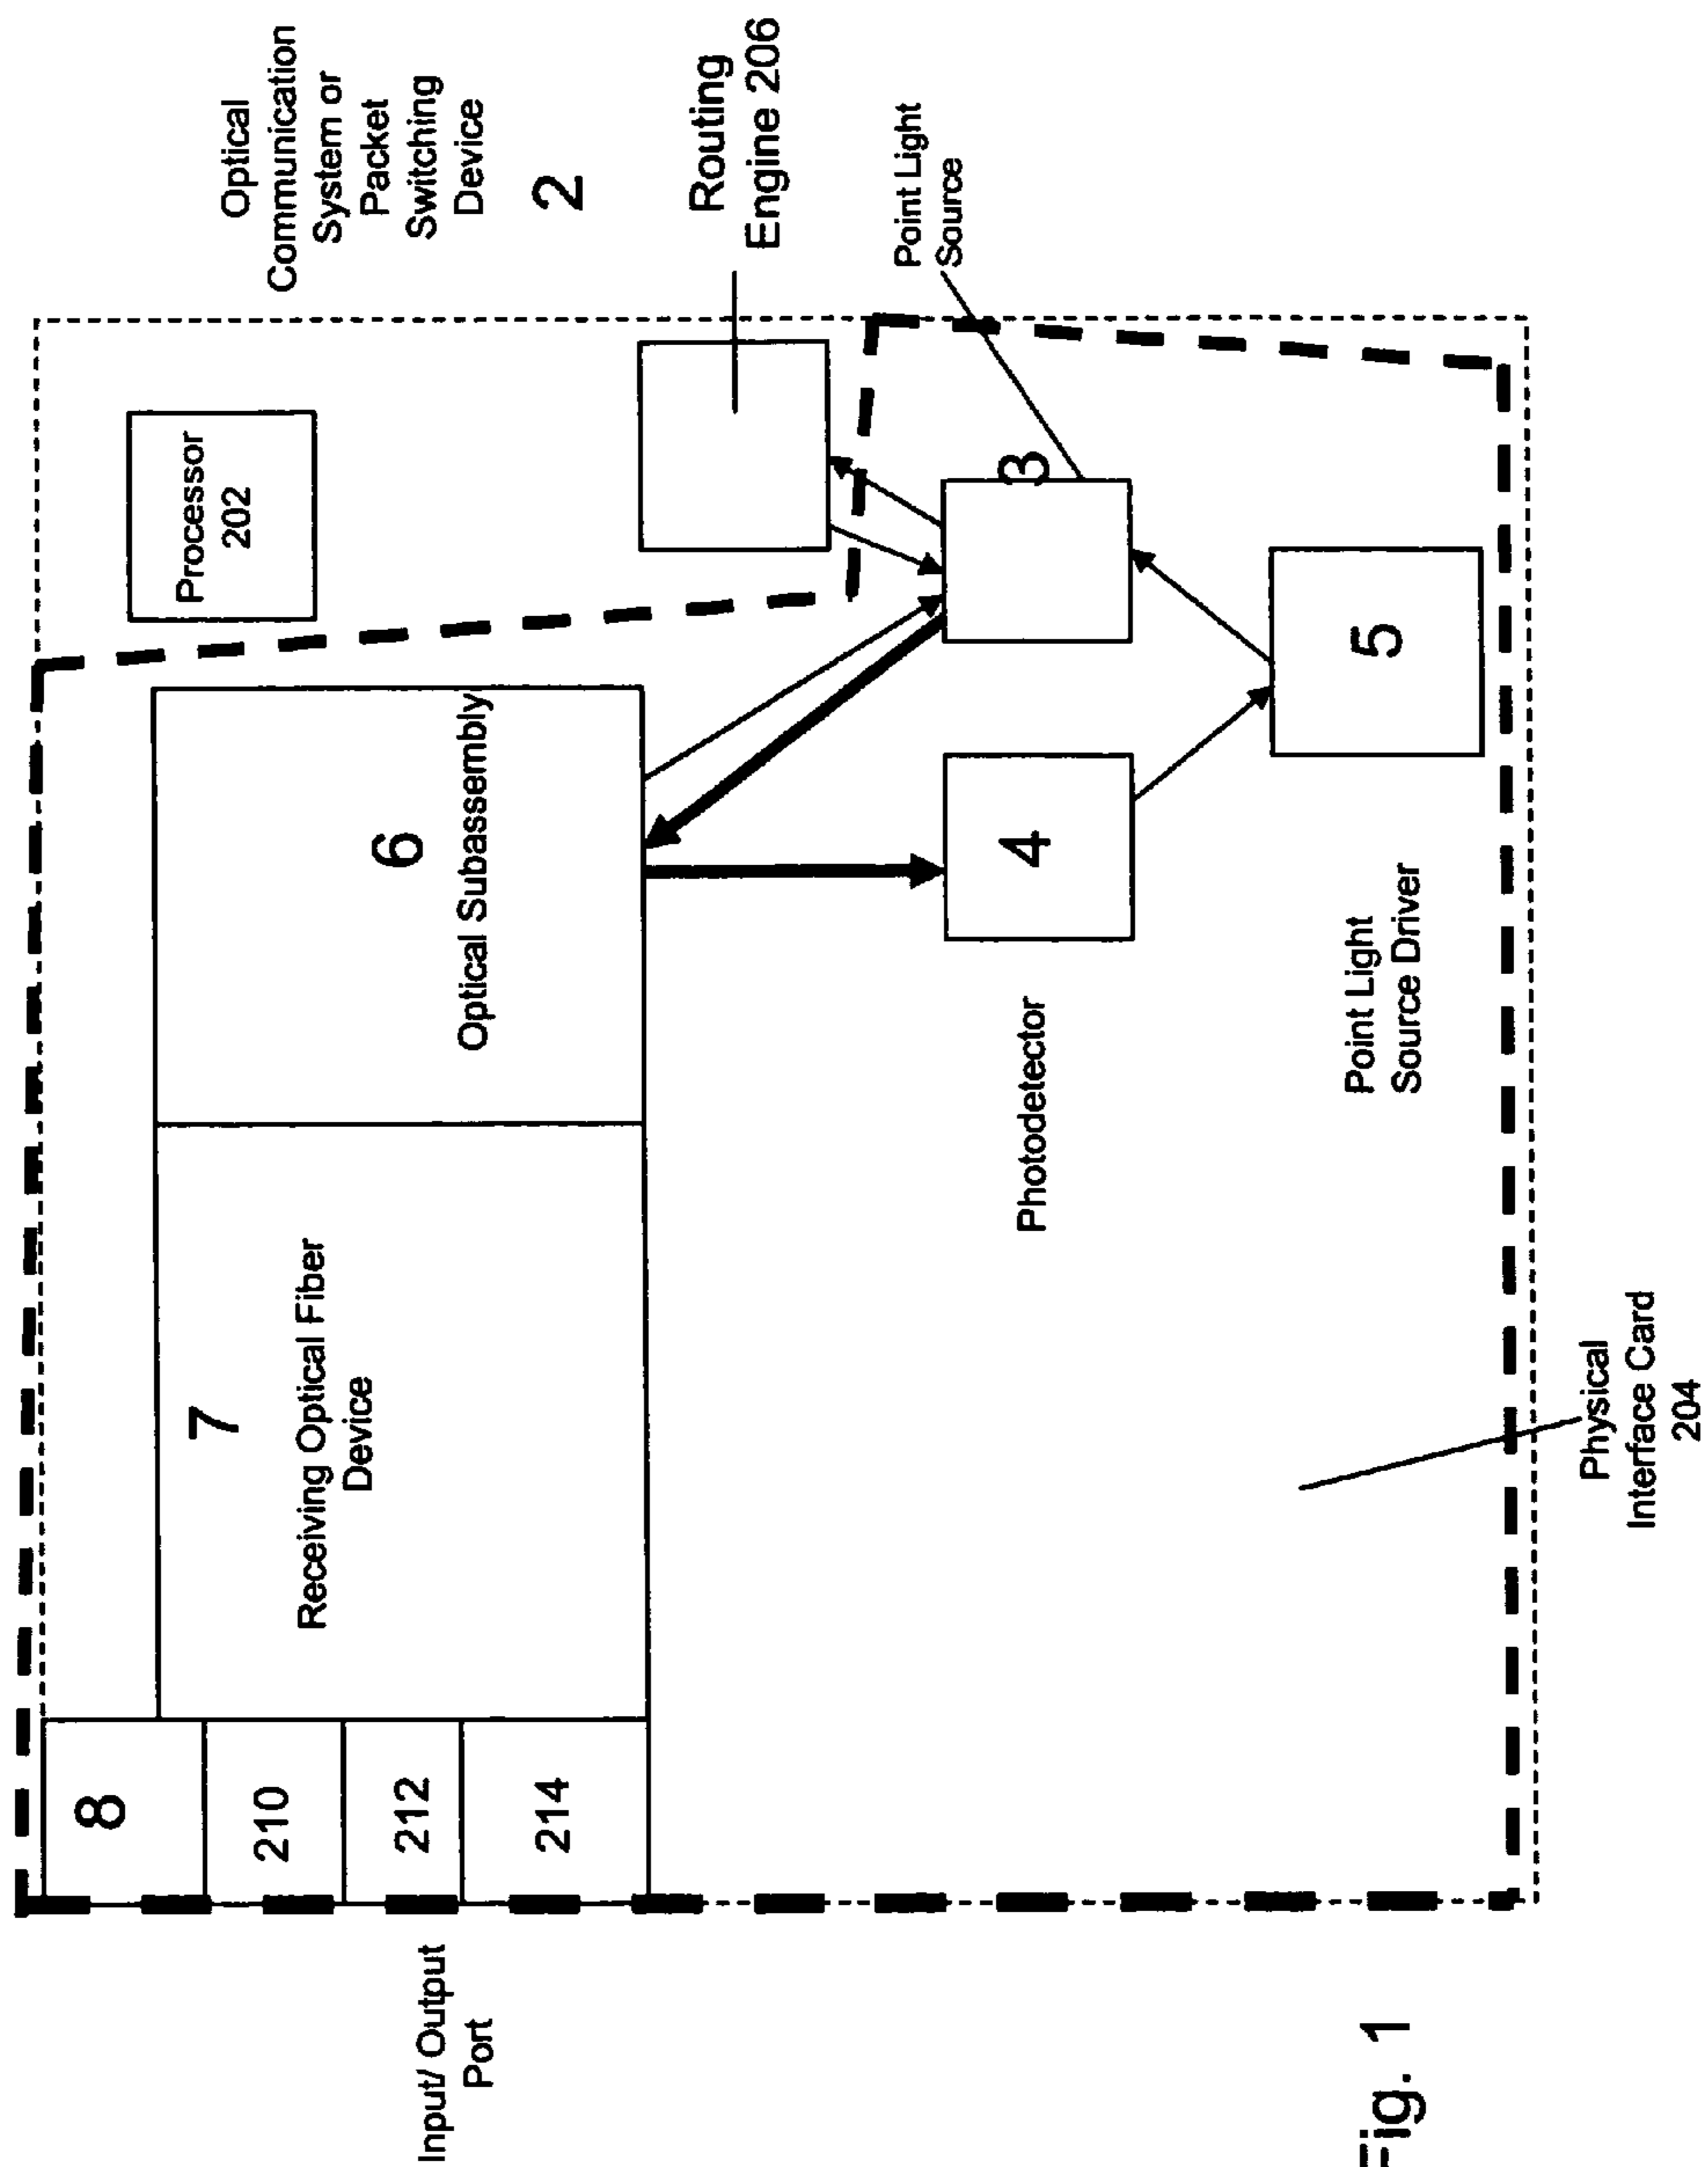 Optical
Communication
System or
Packet
Switching
Device
2
Routing
Engine 206
Point Light
Source
Processor
202
3
5
6
Optical Subassembly
4
Point Light
Source Driver
Photodetector
7
Receiving Optical Fiber
Device
Physical
Interface Card
204
8
210
212
214
Input/ Output
Port
Fig. 1